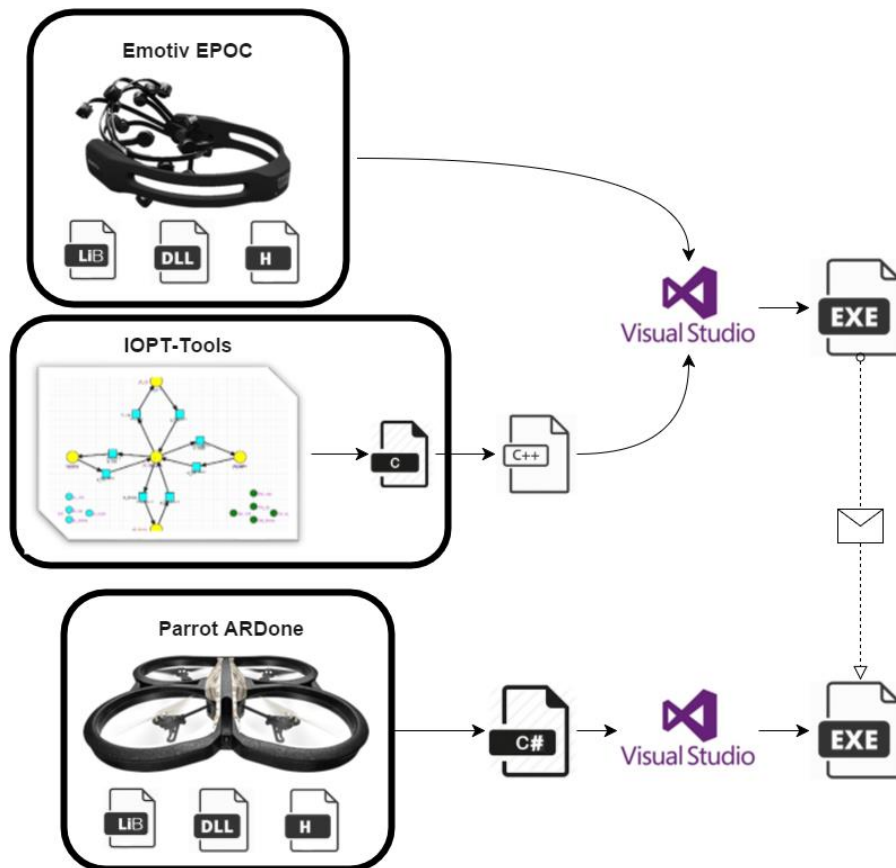 Emotiv EPOC
LiB
DLL
H
Visual Studio
EXE
IOPT-Tools
C
C++
Parrot ARDone
LiB
DLL
H
C#
Visual Studio
EXE